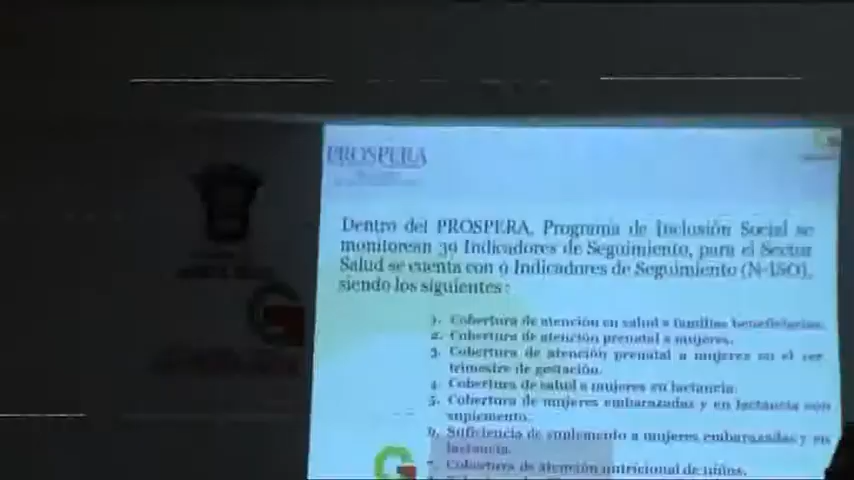 PROSPERA
Dentro del PROSPERA, Programa de Inclusión Social se
monitorean 39 Indicadores de Seguimiento, para el Sector
Salud se cuenta con 9 Indicadores de Seguimiento (N-ISO),
siendo los siguientes:
1. Cobertura de atención en salud a familias beneficiarias.
2. Cobertura de atención prenatal a mujeres.
3. Cobertura de atención prenatal a mujeres en el 1er
trimestre de gestación.
4. Cobertura de salud a mujeres en lactancia.
5. Cobertura de mujeres embarazadas y en lactancia con
suplemento.
6. Suficiencia de suplemento a mujeres embarazadas y en
lactancia.
7. Cobertura de atención nutricional de niños.